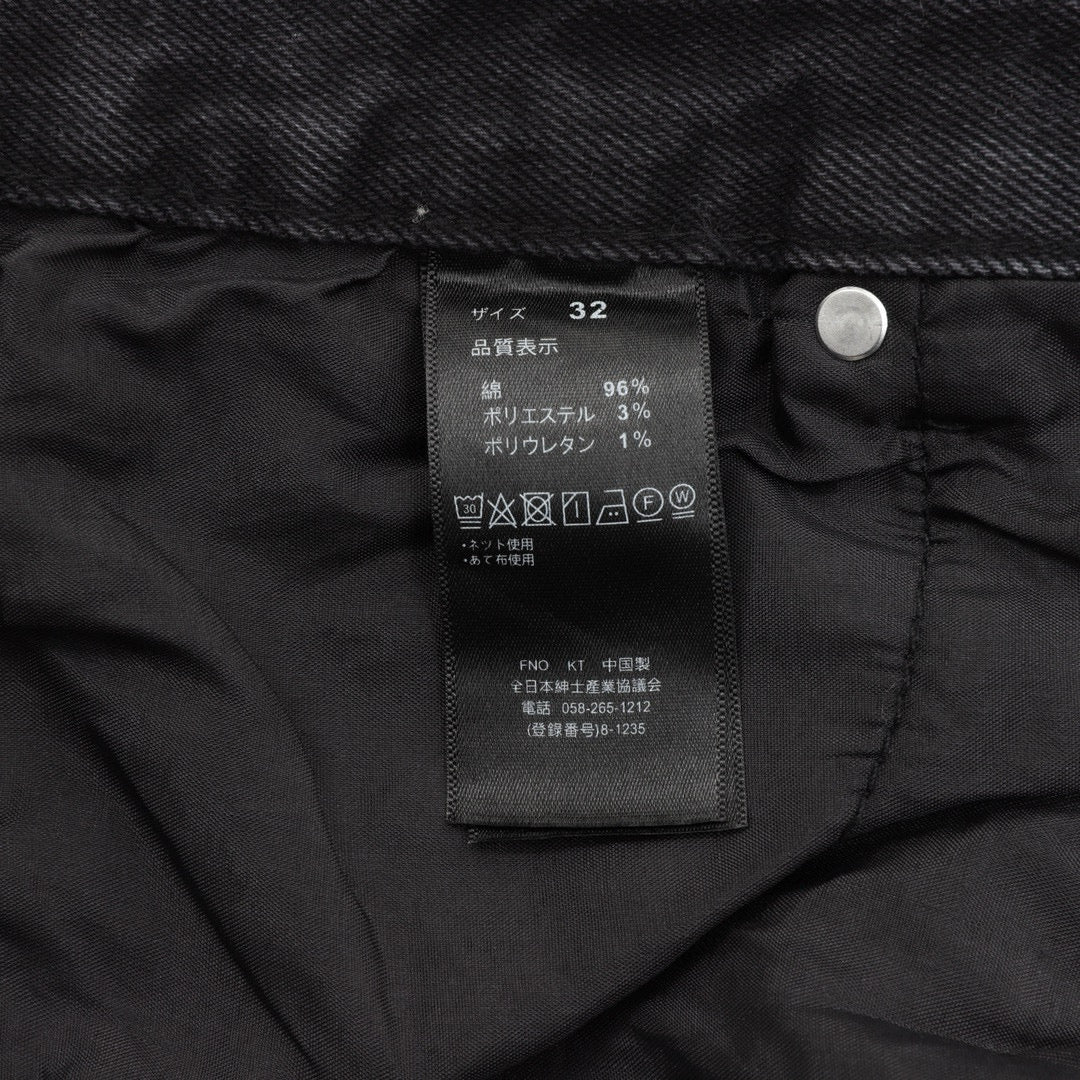 サイズ 32
品質表示
綿 96%
ポリエステル 3%
ポリウレタン 1%
30 F W
・ネット使用
・あて布使用
FNO KT 中国製
全日本紳士產業協議会
電話 058-265-1212
(登録番号)8-1235